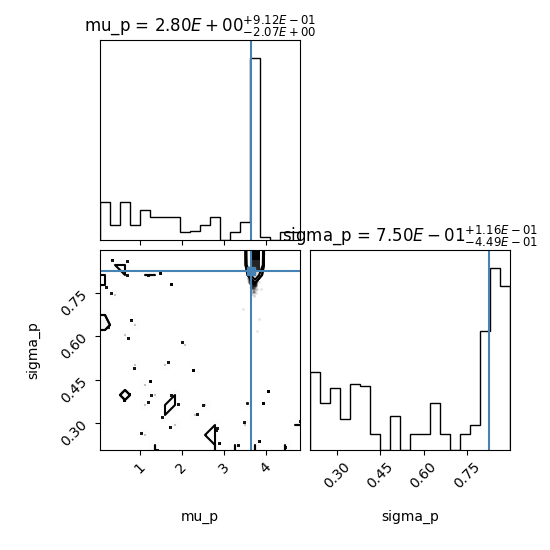 mu_p = 2.80E + 00+9.12E − 01 −2.07E + 00
sigma_p = 7.50E − 01+1.16E − 01 −4.49E − 01
0.75
0.60
0.45
0.30
sigma_p
1 2 3 4
0.30 0.45 0.60 0.75
mu_p
sigma_p